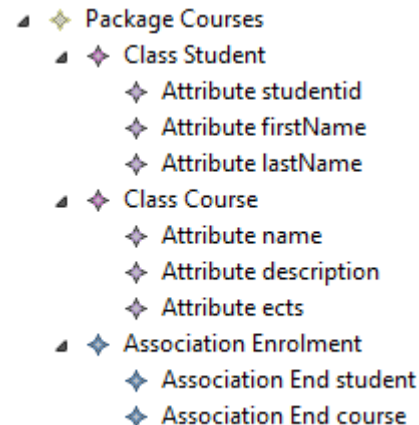 Package Courses
Class Student
Attribute studentid
Attribute firstName
Attribute lastName
Class Course
Attribute name
Attribute description
Attribute ects
Association Enrolment
Association End student
Association End course